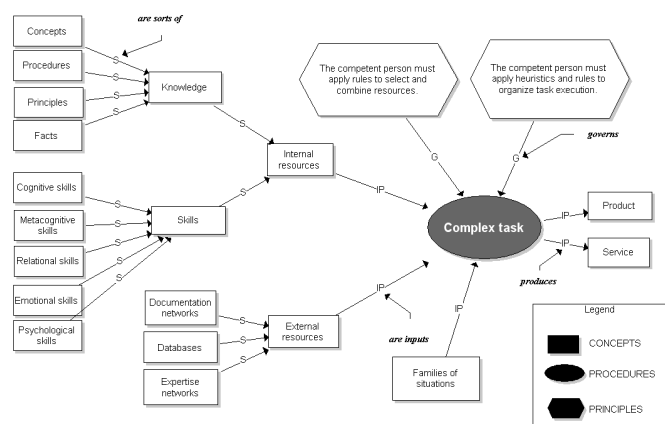 are sorts of
Concepts
S
Procedures
S
Knowledge
Principles
S
Facts
S
The competent person must
apply rules to select and
combine resources.
The competent person must
apply heuristics and rules to
organize task execution.
governs
G
G
S
Internal
resources
IP
S
Cognitive skills
S
Metacognitive
skills
S
Skills
Relational skills
S
Emotional skills
S
Psychological
skills
S
Complex task
IP
Product
IP
Service
produces
Documentation
networks
S
Databases
S
Expertise
networks
S
External
resources
IP
are inputs
IP
Families of
situations
Legend
CONCEPTS
PROCEDURES
PRINCIPLES